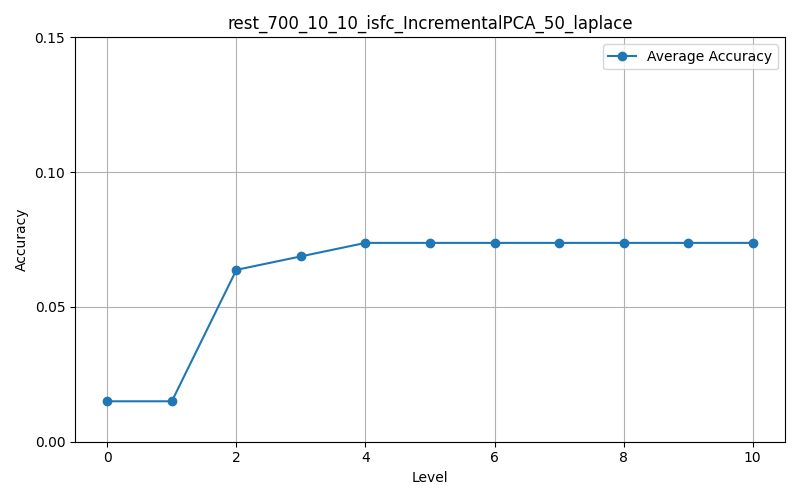 rest_700_10_10_isfc_IncrementalPCA_50_laplace
Average Accuracy
0.15
0.10
0.05
0.00
Accuracy
0 2 4 6 8 10
Level